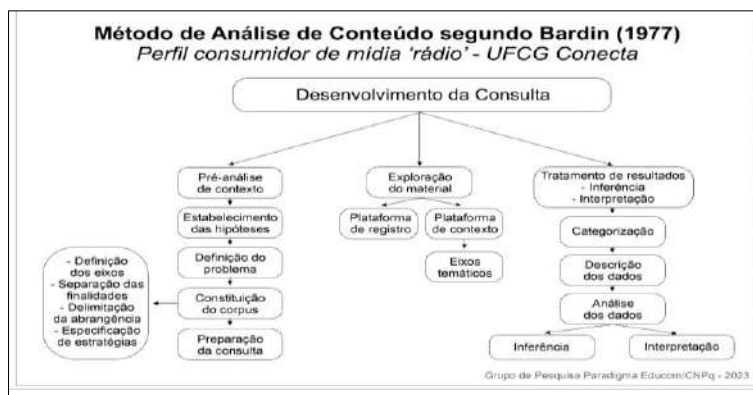 Método de Análise de Conteúdo segundo Bardin (1977)
Perfil consumidor de mídia ‘rádio’ - UFCG Conecta
Desenvolvimento da Consulta
Pré-análise
de contexto
Estabelecimento
das hipóteses
Definição do
problema
Constituição
do corpus
Preparação
da consulta
- Definição
dos eixos
- Separação das
finalidades
- Delimitação
da abrangência
- Especificação
de estratégias
Exploração
do material
Plataforma
de registro
Plataforma
de contexto
Eixos
temáticos
Tratamento de resultados
- Inferência
- Interpretação
Categorização
Descrição
dos dados
Análise
dos dados
Inferência
Interpretação
Grupo de Pesquisa Paradigma Educom/CNPq - 2023